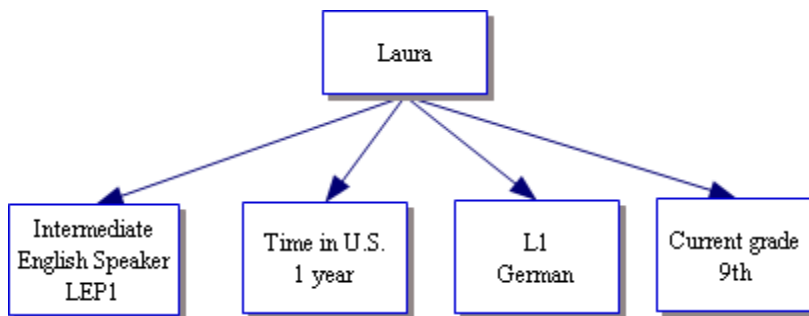 Laura
Intermediate
English Speaker
LEP1
Time in U.S.
1 year
L1
German
Current grade
9th